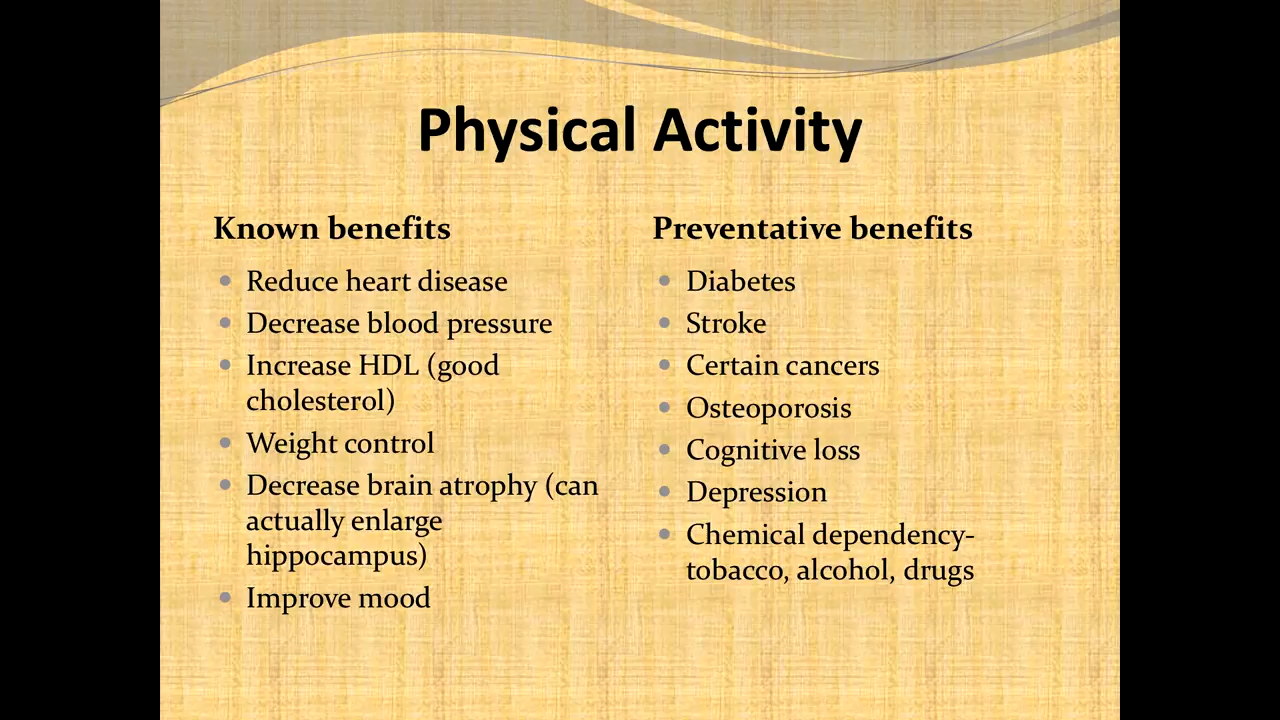 Physical Activity
Known benefits
Reduce heart disease
Decrease blood pressure
Increase HDL (good
cholesterol)
Weight control
Decrease brain atrophy (can
actually enlarge
hippocampus)
Improve mood
Preventative benefits
Diabetes
Stroke
Certain cancers
Osteoporosis
Cognitive loss
Depression
Chemical dependency-
tobacco, alcohol, drugs